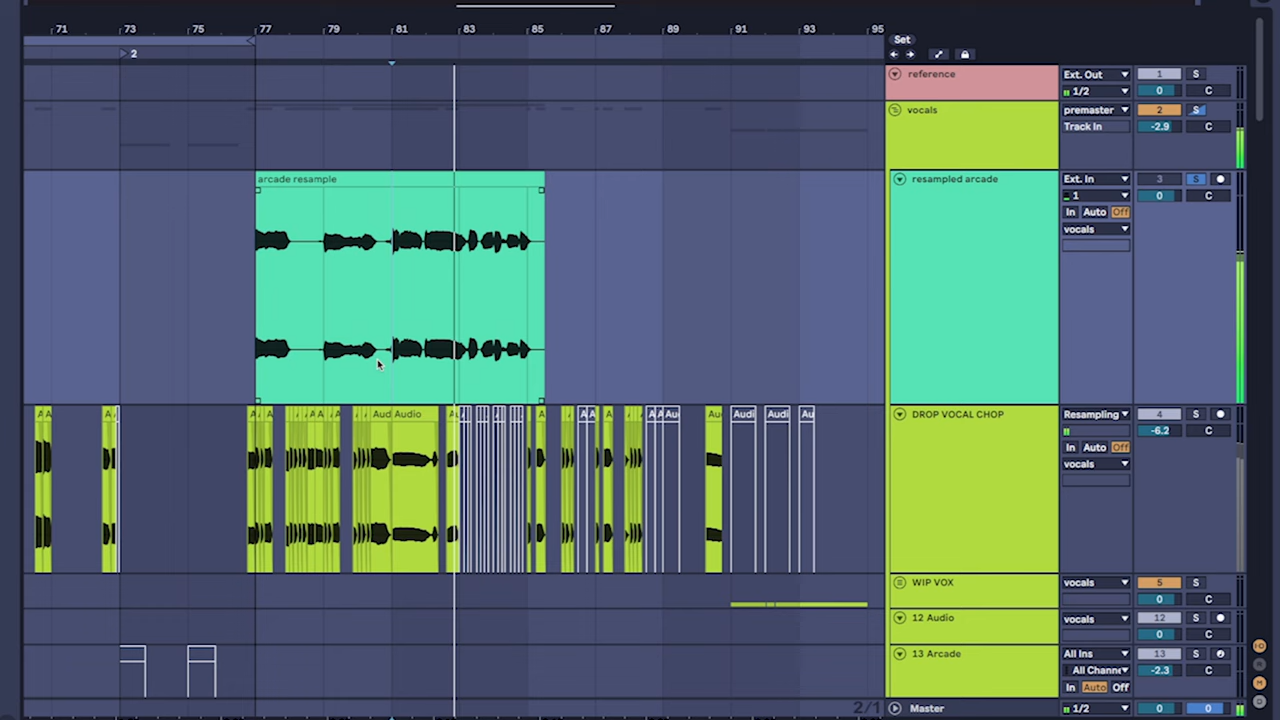 71 73 75 77 79 81 83 85 87 89 91 93 95
Set
2
reference Ext. Out 1 S
1/2 0 C
vocals premaster 2 S
Track In -2.9 C
arcade resample
resampled arcade Ext. In 3 S
1 0 C
In Auto Off
vocals
A A A A A A A A A A A A Aud Audio Au A A A A A A A Au Au Audi Audi Au
DROP VOCAL CHOP Resampling 4 S
-6.2 C
In Auto Off
vocals
WIP VOX vocals 5 S
0 C
12 Audio vocals 12 S
0 C
13 Arcade All Ins 13 S
All Channe -2.3 C
In Auto Off
2/1
Master 1/2 0 0